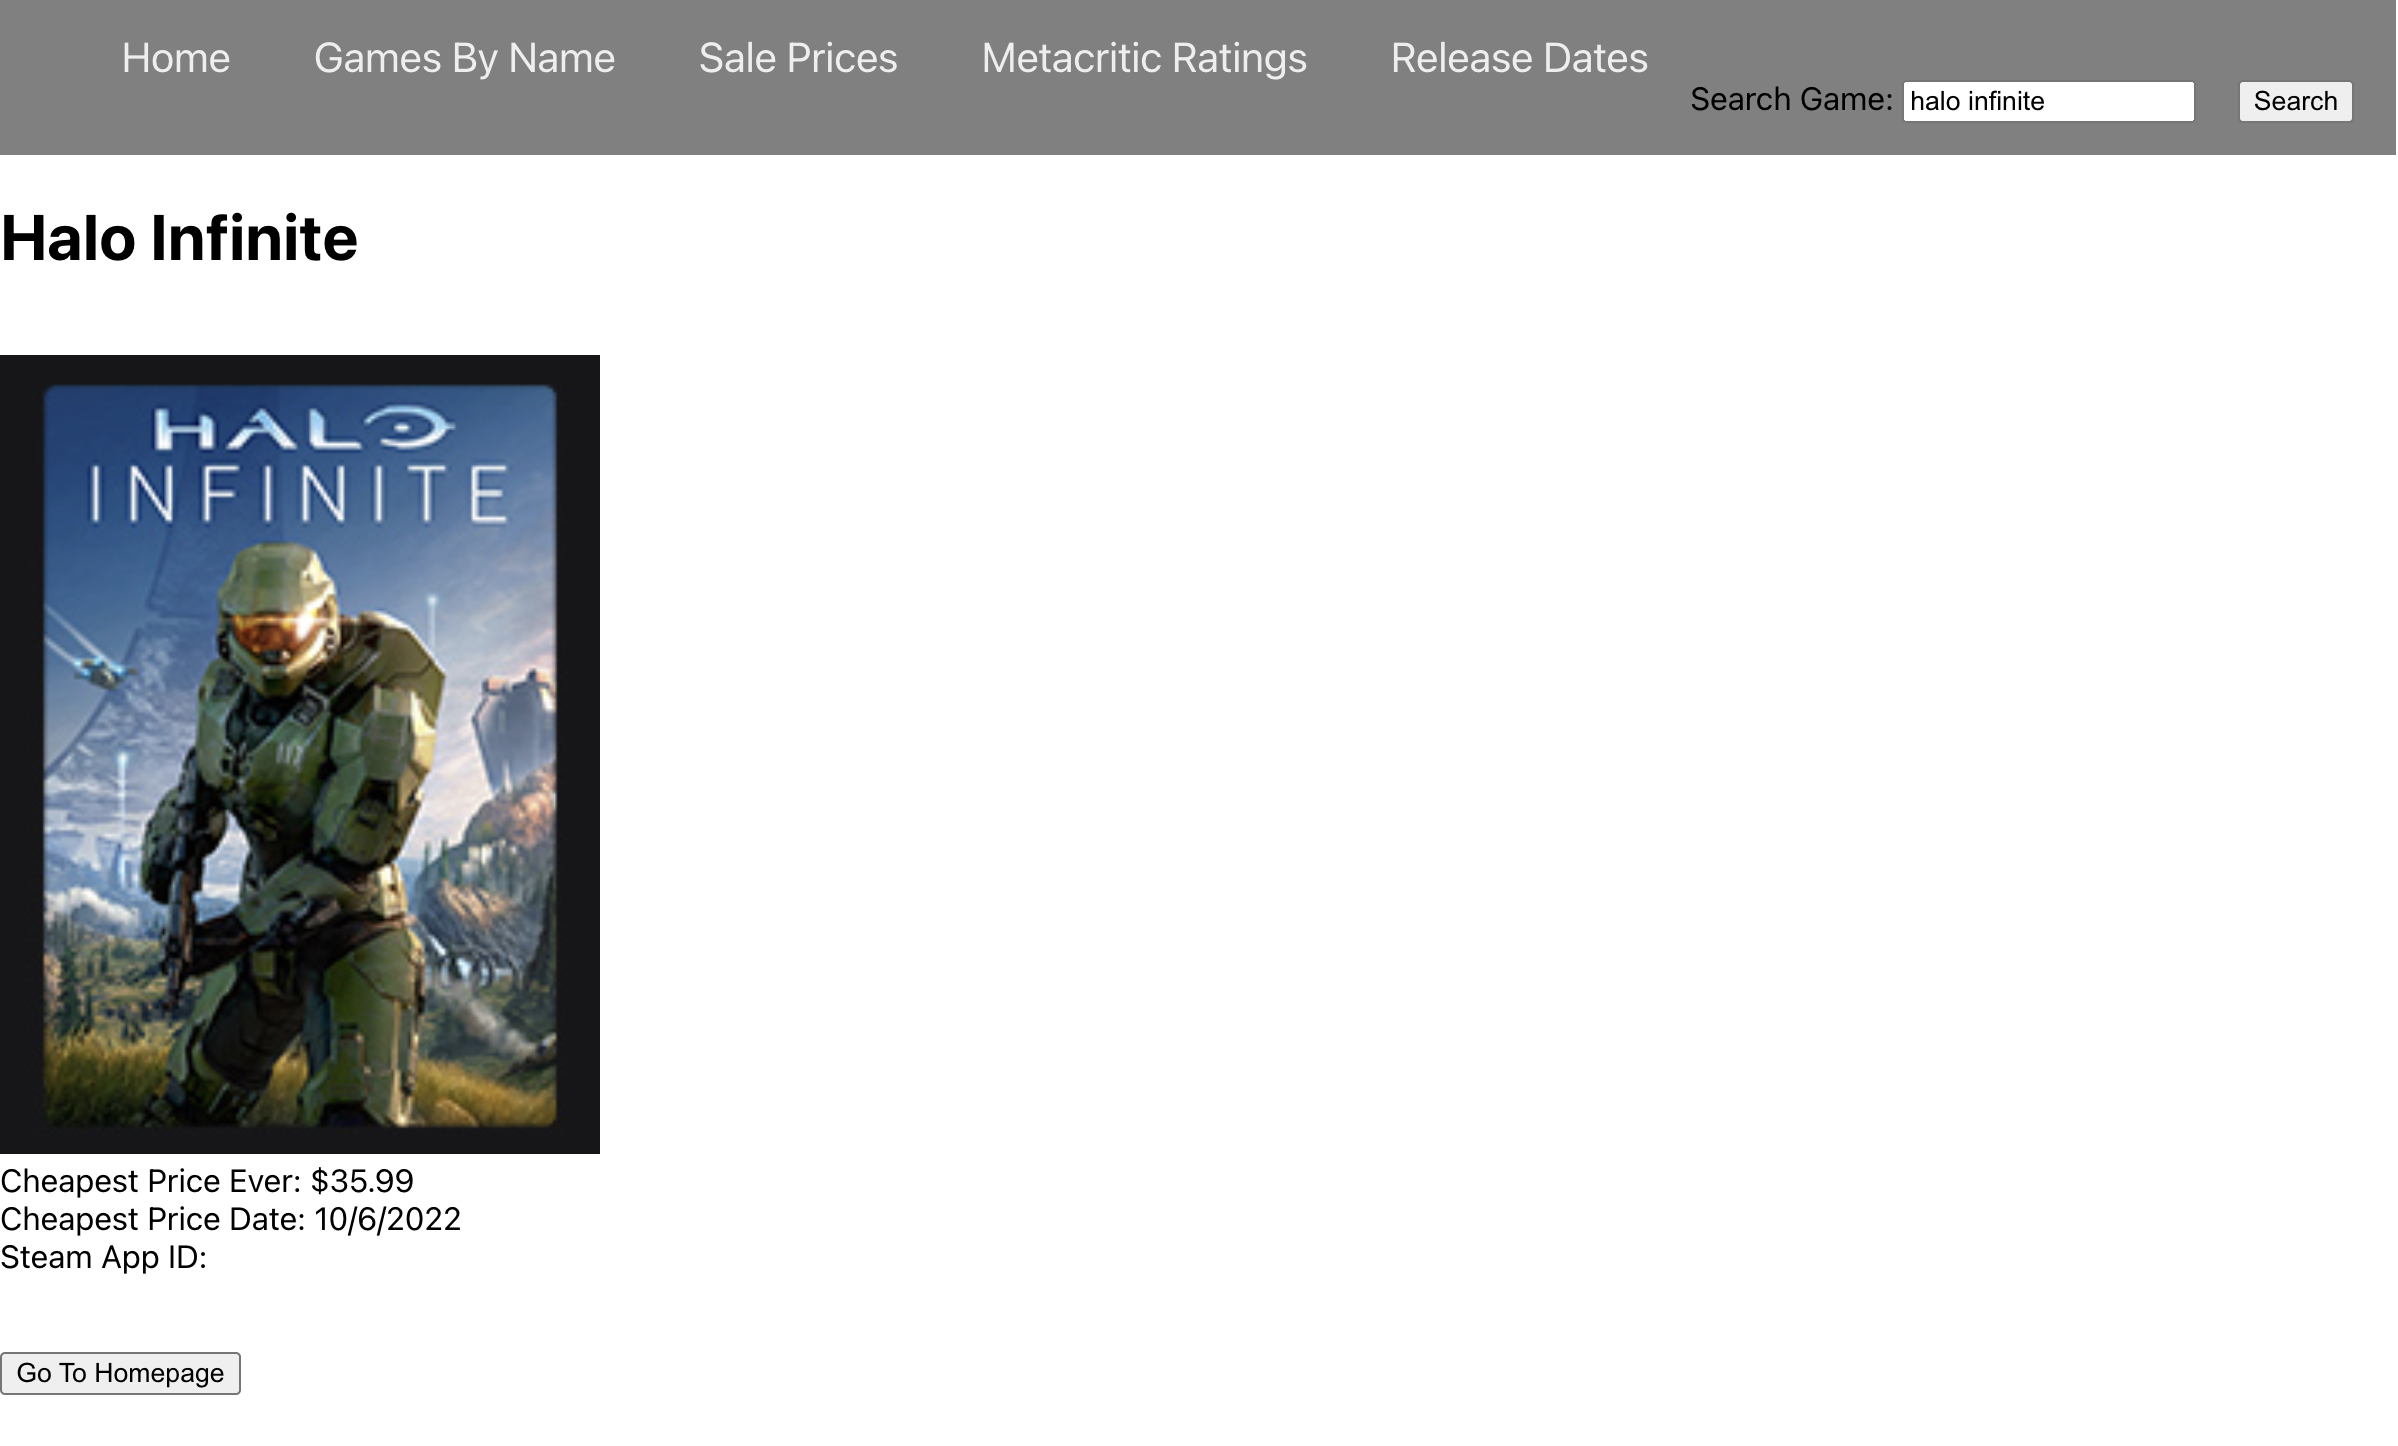 Home Games By Name Sale Prices Metacritic Ratings Release Dates
Search Game: halo infinite Search
Halo Infinite
HALO
INFINITE
Cheapest Price Ever: $35.99
Cheapest Price Date: 10/6/2022
Steam App ID:
Go To Homepage